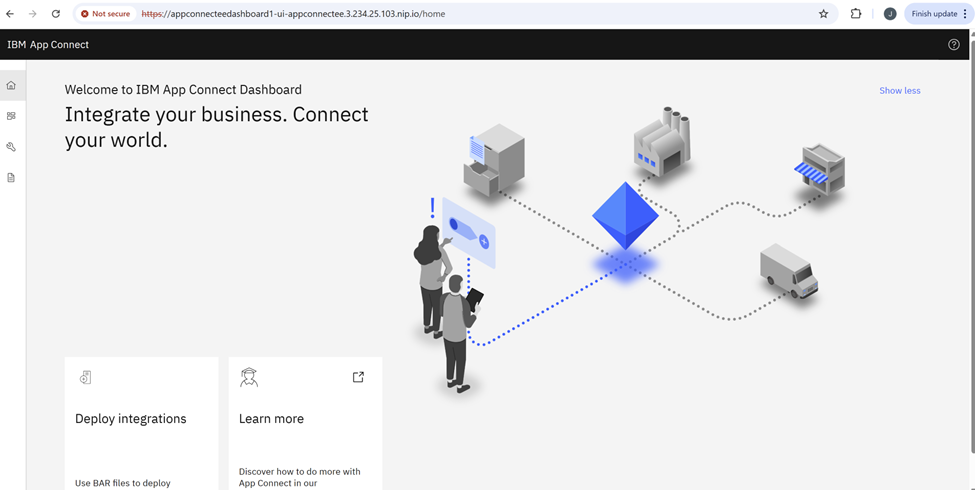 Not secure
https://appconnecteedashboard1-ui-appconnectee.3.234.25.103.nip.io/home
J
Finish update
IBM App Connect
Welcome to IBM App Connect Dashboard
Show less
Integrate your business. Connect
your world.
!
Deploy integrations
Learn more
Use BAR files to deploy
Discover how to do more with
App Connect in our